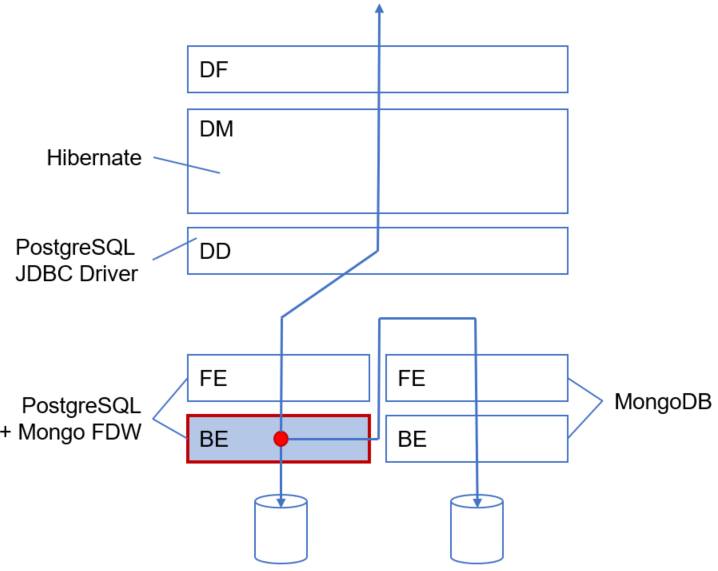 DF
DM
Hibernate
PostgreSQL
JDBC Driver
DD
FE
FE
PostgreSQL
+ Mongo FDW
MongoDB
BE
BE